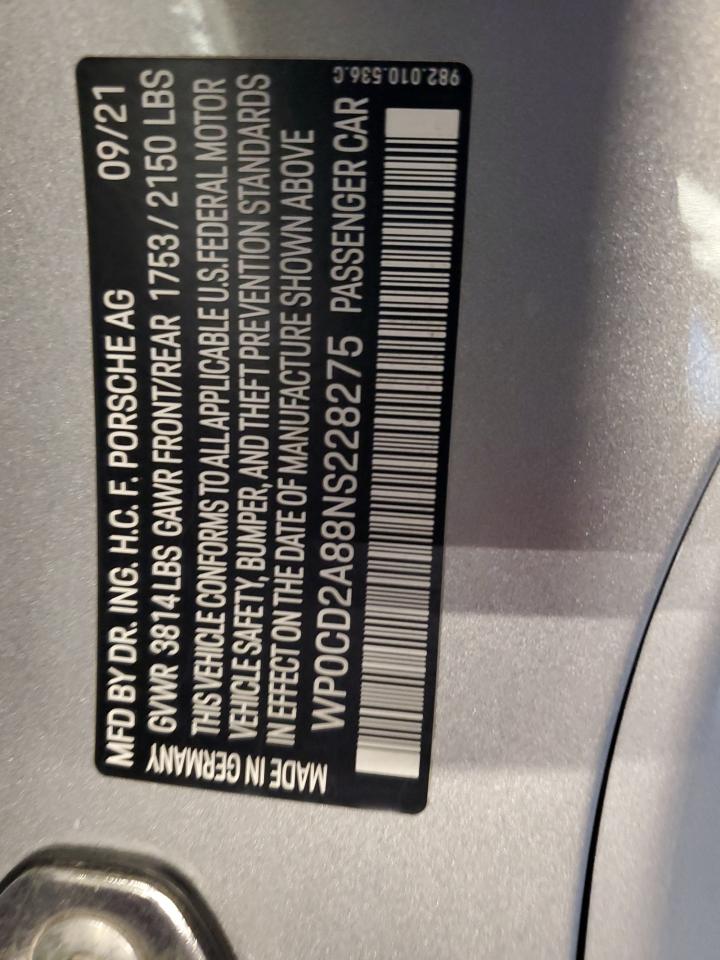 MFD BY DR. ING. H.C. F. PORSCHE AG 09/21
GVWR 3814 LBS GAWR FRONT/REAR 1753 / 2150 LBS
THIS VEHICLE CONFORMS TO ALL APPLICABLE U.S. FEDERAL MOTOR
VEHICLE SAFETY, BUMPER, AND THEFT PREVENTION STANDARDS
IN EFFECT ON THE DATE OF MANUFACTURE SHOWN ABOVE
WP0CD2A88NS228275 PASSENGER CAR
MADE IN GERMANY
982.010.536.C